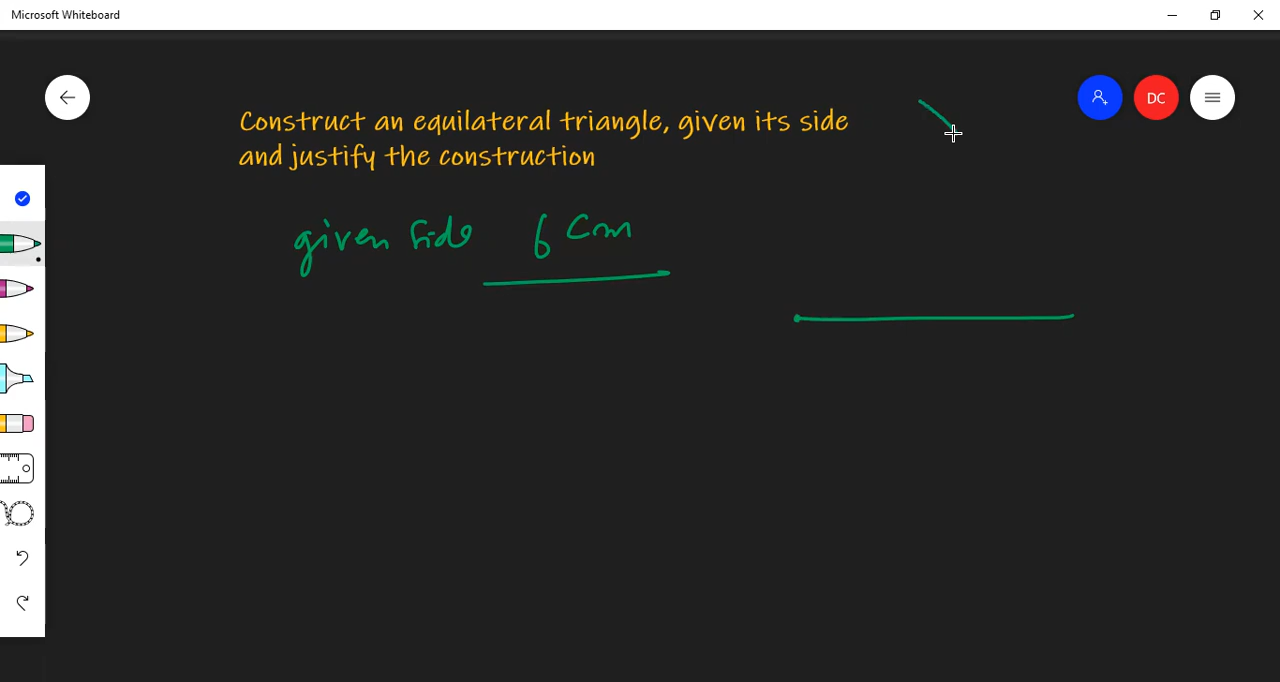 Microsoft Whiteboard
DC
Construct an equilateral triangle, given its side
and justify the construction
given side 6 Cm